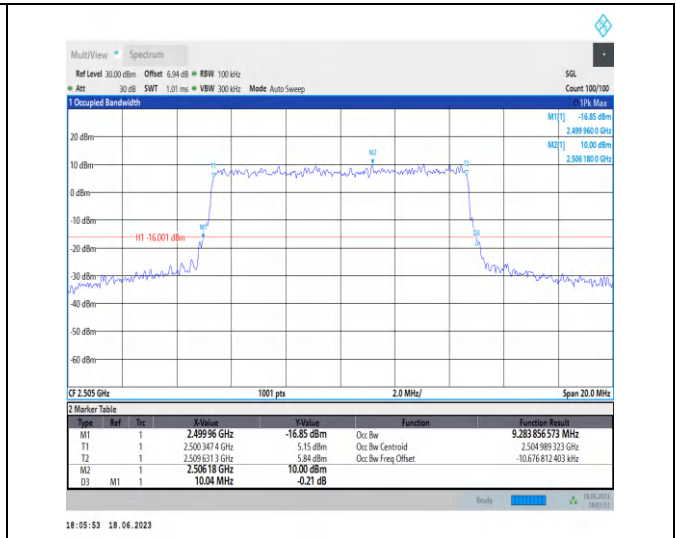 MultiView Spectrum
Ref Level 30.00 dBm Offset 6.94 dB RBW 100 kHz SGL
Att 30 dB SWT 1.01 ms VBW 300 kHz Mode Auto Sweep Count 100/100
1 Occupied Bandwidth 1Pk Max
M1[1] -16.85 dBm
2.499 960 0 GHz
M2[1] 10.00 dBm
2.506 180 0 GHz
20 dBm
M2
T1
T2
10 dBm
0 dBm
-10 dBm
M1
H1 -16.001 dBm
D3
-20 dBm
-30 dBm
-40 dBm
-50 dBm
-60 dBm
CF 2.505 GHz 1001 pts 2.0 MHz/ Span 20.0 MHz
2 Marker Table
Type Ref Trc X-Value Y-Value Function Function Result
M1 1 2.499 96 GHz -16.85 dBm Occ Bw 9.283 856 573 MHz
T1 1 2.500 347 4 GHz 5.15 dBm Occ Bw Centroid 2.504 989 323 GHz
T2 1 2.509 631 3 GHz 5.84 dBm Occ Bw Freq Offset -10.676 812 403 kHz
M2 1 2.506 18 GHz 10.00 dBm
D3 M1 1 10.04 MHz -0.21 dB
Ready 18.06.2023
18:05:53
18:05:53 18.06.2023